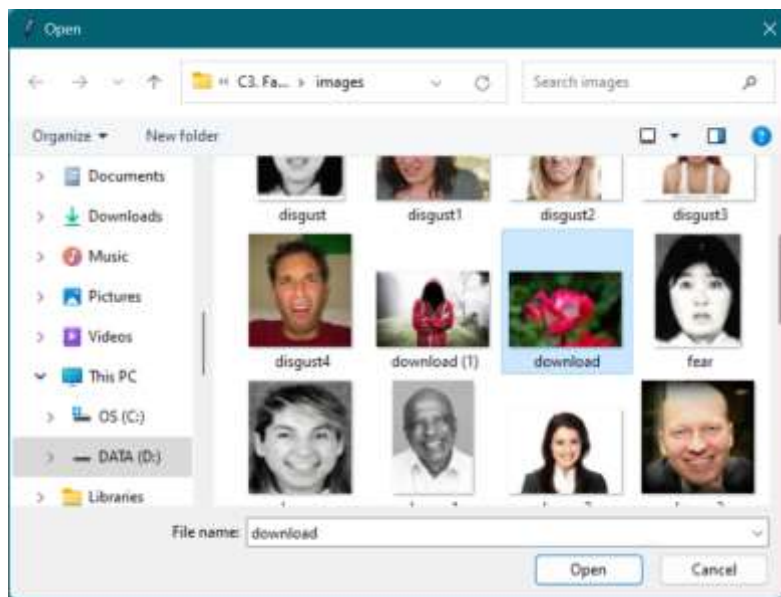 Open
C3. Fa... › images
Search images
Organize
New folder
Documents
Downloads
Music
Pictures
Videos
This PC
OS (C:)
DATA (D:)
Libraries
disgust
disgust1
disgust2
disgust3
disgust4
download (1)
download
fear
File name: download
Open
Cancel